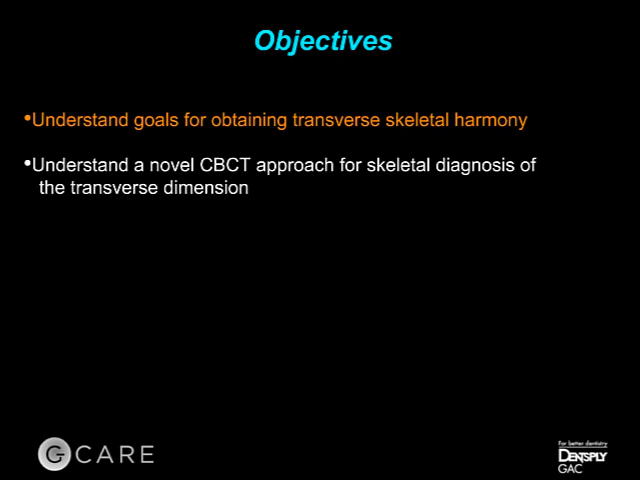 Objectives
•Understand goals for obtaining transverse skeletal harmony
•Understand a novel CBCT approach for skeletal diagnosis of
the transverse dimension
G CARE
For better dentistry
DENTSPLY
GAC